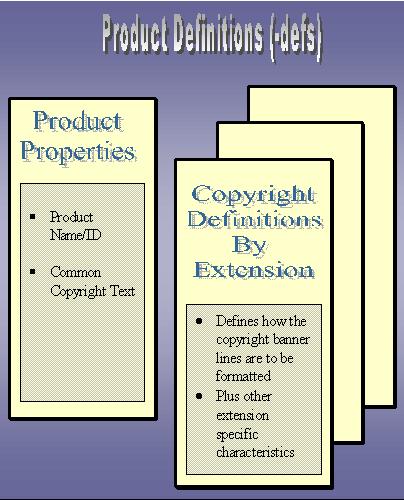 Product Definitions (-defs)
Product
Properties
Product
Name/ID
Common
Copyright Text
Copyright
Definitions
By
Extension
Defines how the
copyright banner
lines are to be
formatted
Plus other
extension
specific
characteristics